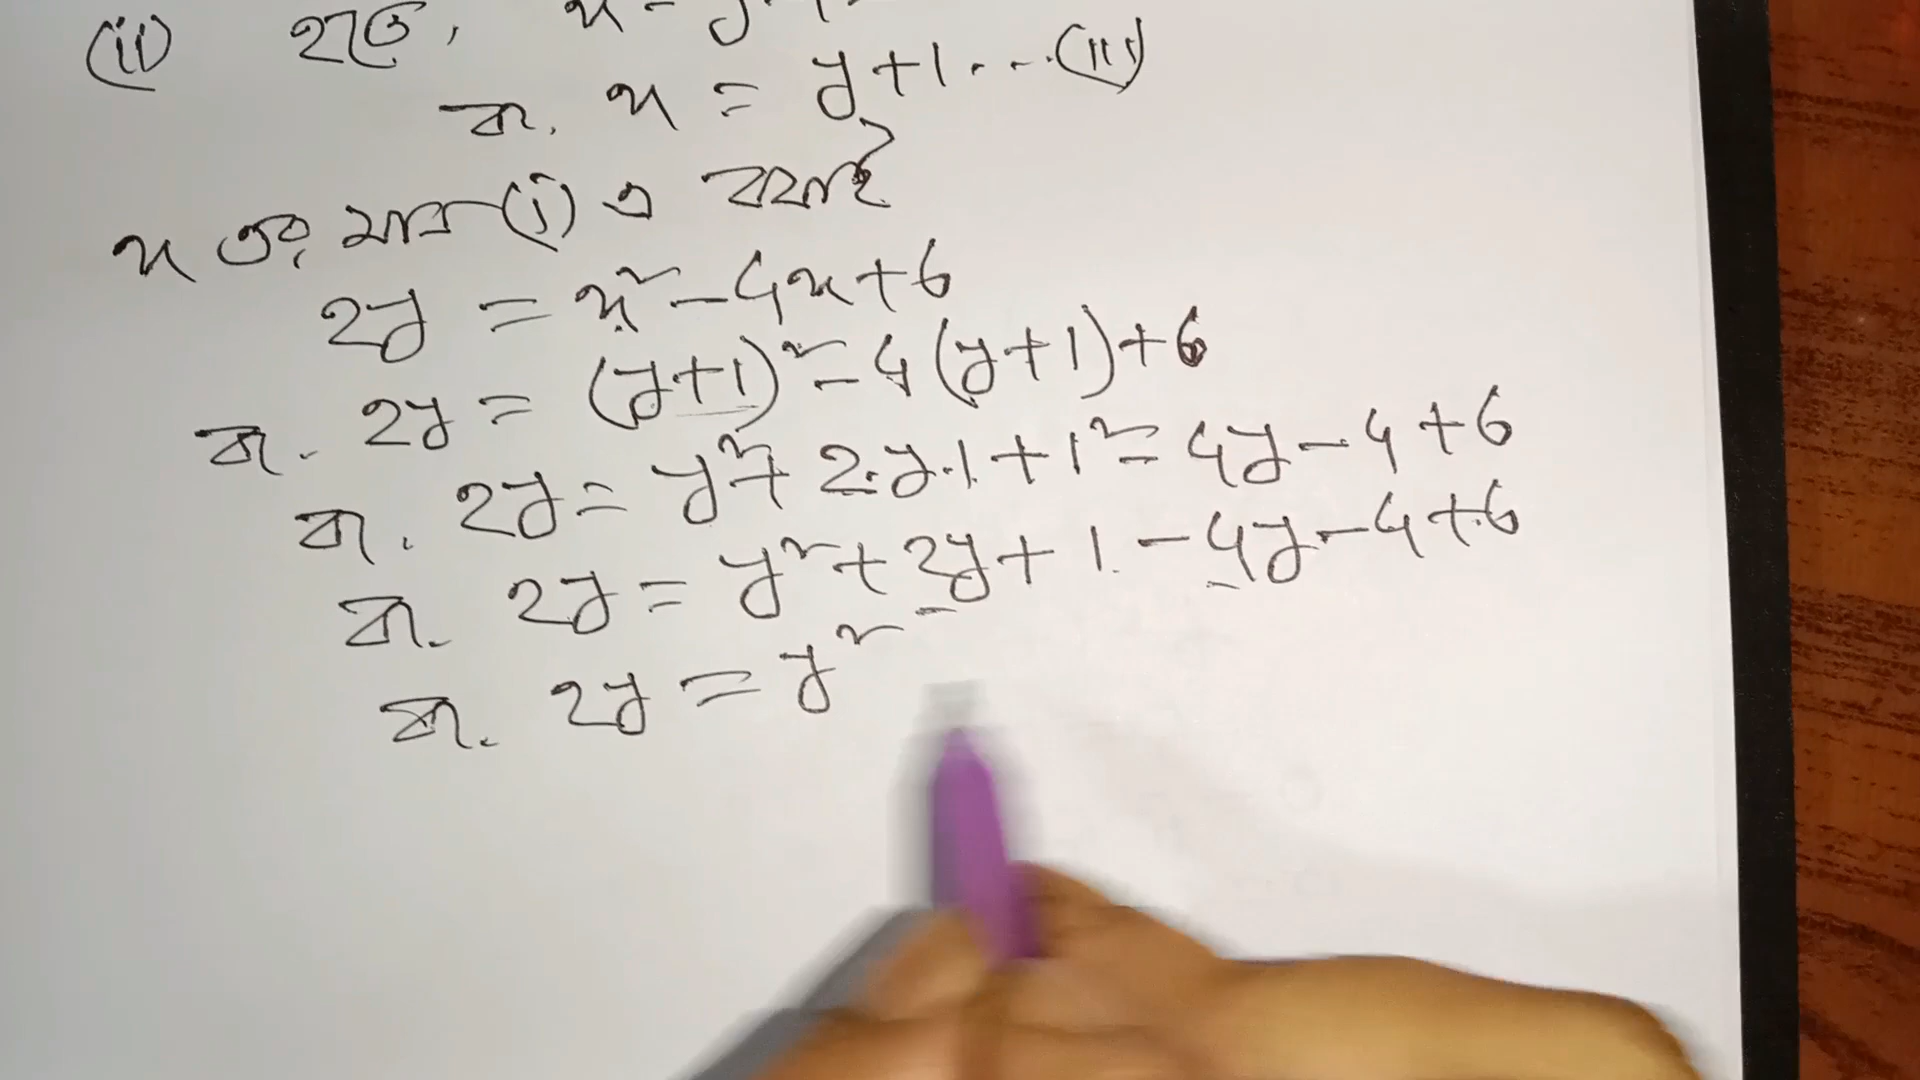 (ii) হতে,
বা, x = y+1 ... (iii)
x এর মান (i) এ বসাই
2y = x² - 4x + 6
বা, 2y = (y+1)² - 4(y+1) + 6
বা, 2y = y² + 2.y.1 + 1² - 4y - 4 + 6
বা, 2y = y² + 2y + 1 - 4y - 4 + 6
বা, 2y = y²